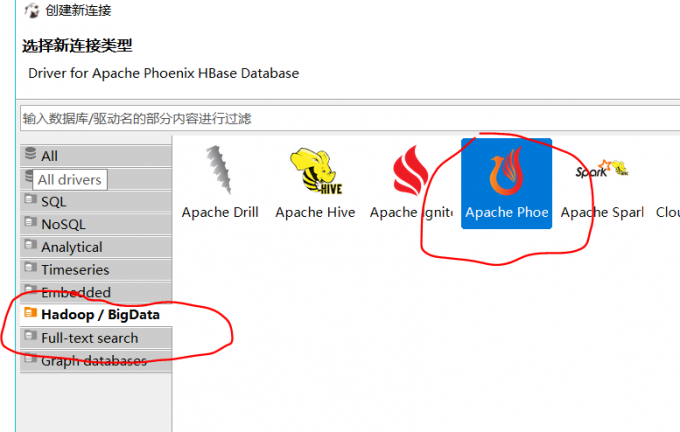 创建新连接
选择新连接类型
Driver for Apache Phoenix HBase Database
输入数据库/驱动名的部分内容进行过滤
All
All drivers
SQL
NoSQL
Analytical
Timeseries
Embedded
Hadoop / BigData
Full-text search
Graph databases
HIVE
Spark
Apache Drill
Apache Hive
Apache Ignite
Apache Phoe
Apache Sparl
Clou